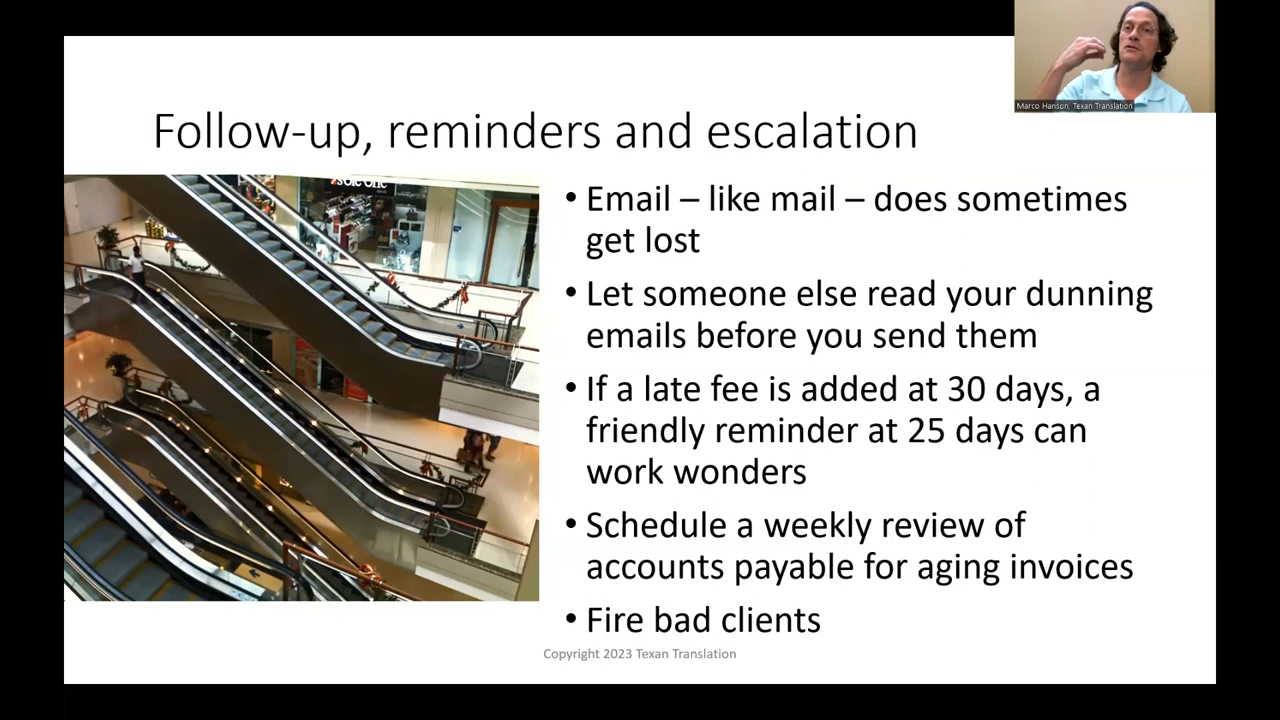 Marco Hanson, Texan Translation
Follow-up, reminders and escalation
• Email – like mail – does sometimes
get lost
• Let someone else read your dunning
emails before you send them
• If a late fee is added at 30 days, a
friendly reminder at 25 days can
work wonders
• Schedule a weekly review of
accounts payable for aging invoices
• Fire bad clients
Copyright 2023 Texan Translation